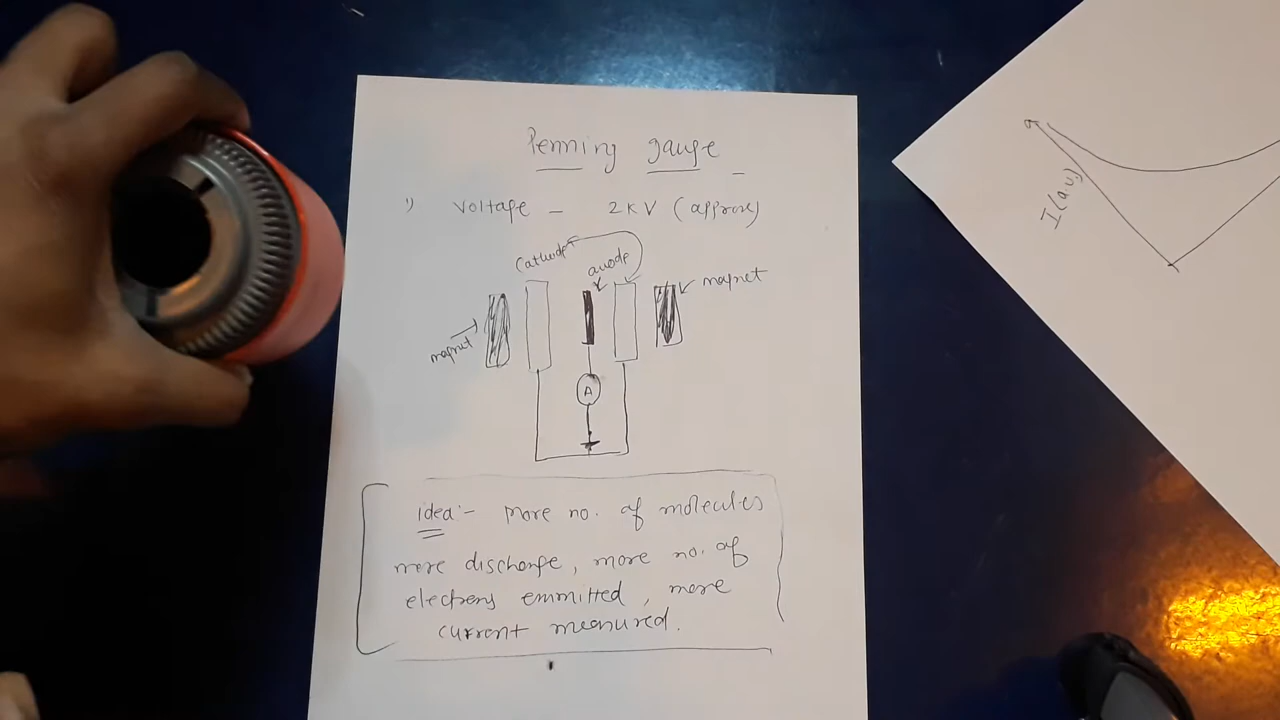 Penning gauge
1) Voltage - 2KV (approx)
Cathode
anode
magnet
magnet
A
idea:- More no. of molecules
more discharge, more no. of
electrons emmitted, more
current measured.
I (a.u.)